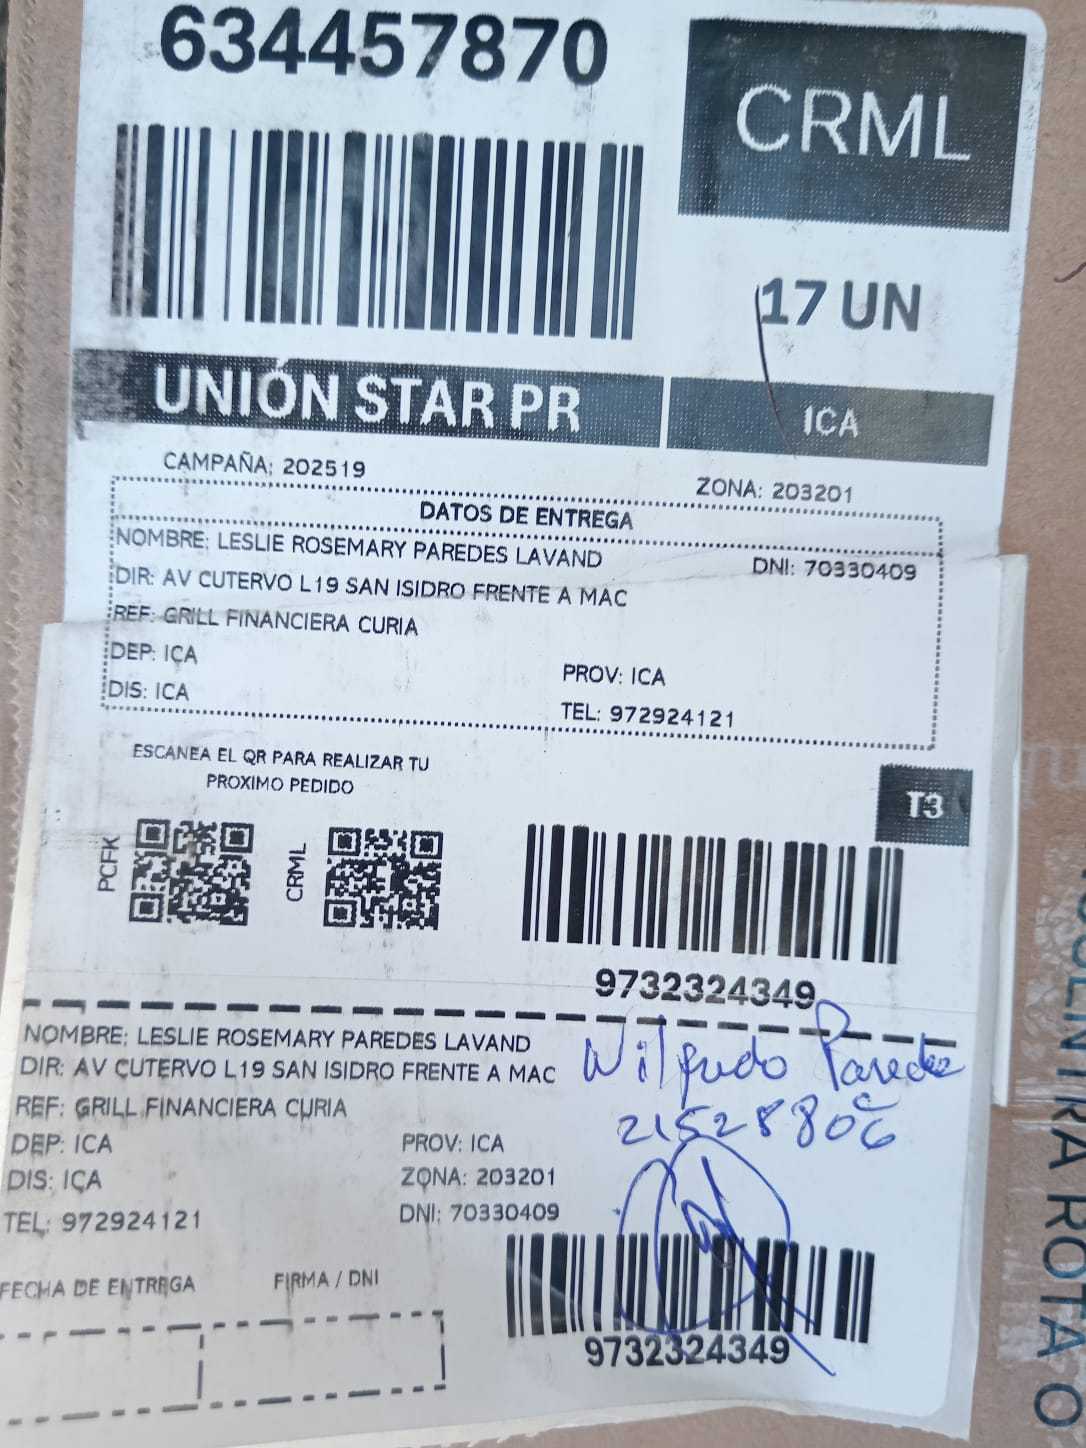 634457870
CRML
17 UN
UNIÓN STAR PR
ICA
CAMPAÑA: 202519
ZONA: 203201
DATOS DE ENTREGA
NOMBRE: LESLIE ROSEMARY PAREDES LAVAND
DNI: 70330409
DIR: AV CUTERVO L19 SAN ISIDRO FRENTE A MAC
REF: GRILL FINANCIERA CURIA
DEP: ICA
PROV: ICA
DIS: ICA
TEL: 972924121
ESCANEA EL QR PARA REALIZAR TU
PROXIMO PEDIDO
T3
PCFK
CRML
9732324349
NOMBRE: LESLIE ROSEMARY PAREDES LAVAND
Wilfredo Paredes
DIR: AV CUTERVO L19 SAN ISIDRO FRENTE A MAC
REF: GRILL FINANCIERA CURIA
21528806
DEP: ICA
PROV: ICA
DIS: ICA
ZONA: 203201
TEL: 972924121
DNI: 70330409
FECHA DE ENTREGA
FIRMA / DNI
9732324349
ROTA O